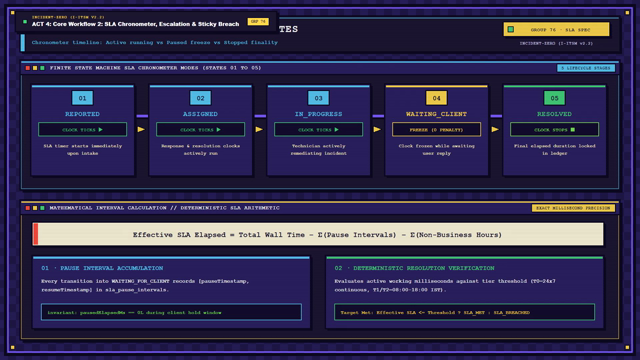 INCIDENT-ZERO (I-ITEM V2.3)
ACT 4: Core Workflow 2: SLA Chronometer, Escalation & Sticky Breach
GRP 76
TES
GROUP 76 · SLA SPEC
Chronometer timeline: Active running vs Paused freeze vs Stopped finality
INCIDENT-ZERO (I-ITEM V2.3)
FINITE STATE MACHINE SLA CHRONOMETER MODES (STATES 01 TO 05)
5 LIFECYCLE STAGES
01
REPORTED
CLOCK TICKS ▶
SLA timer starts immediately
upon intake
02
ASSIGNED
CLOCK TICKS ▶
Response & resolution clocks
actively run
03
IN_PROGRESS
CLOCK TICKS ▶
Technician actively
remediating incident
04
WAITING_CLIENT
FREEZE (0 PENALTY)
Clock frozen while awaiting
user reply
05
RESOLVED
CLOCK STOPS ■
Final elapsed duration locked
in ledger
MATHEMATICAL INTERVAL CALCULATION // DETERMINISTIC SLA ARITHMETIC
EXACT MILLISECOND PRECISION
Effective SLA Elapsed = Total Wall Time - Σ(Pause Intervals) - Σ(Non-Business Hours)
01 · PAUSE INTERVAL ACCUMULATION
Every transition into WAITING_FOR_CLIENT records [pauseTimestamp,
resumeTimestamp] in sla_pause_intervals.
invariant: pausedElapsedMs == 0L during client hold window
02 · DETERMINISTIC RESOLUTION VERIFICATION
Evaluates active working milliseconds against tier threshold (T0=24x7
continuous, T1/T2=08:00-18:00 IST).
Target Met: Effective SLA <= Threshold ? SLA_MET : SLA_BREACHED